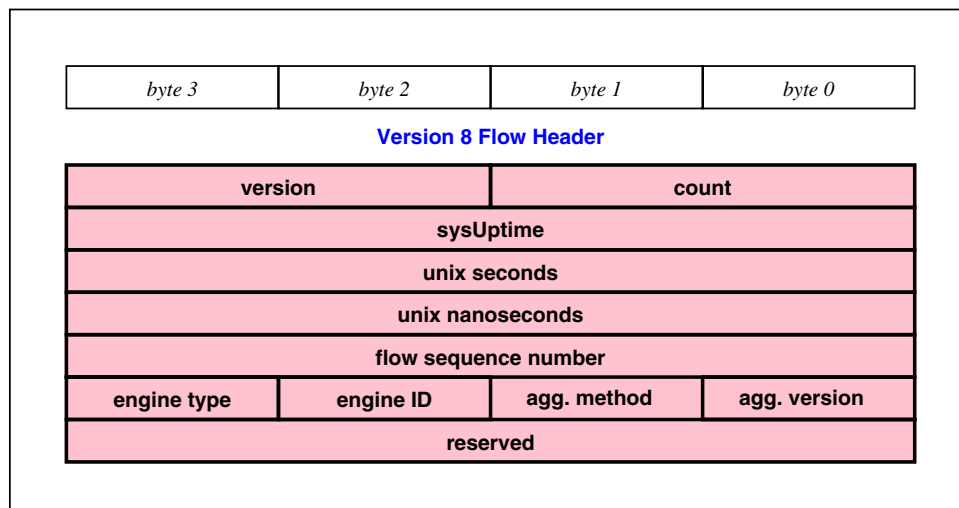 byte 3 byte 2 byte 1 byte 0
Version 8 Flow Header
version count
sysUptime
unix seconds
unix nanoseconds
flow sequence number
engine type engine ID agg. method agg. version
reserved